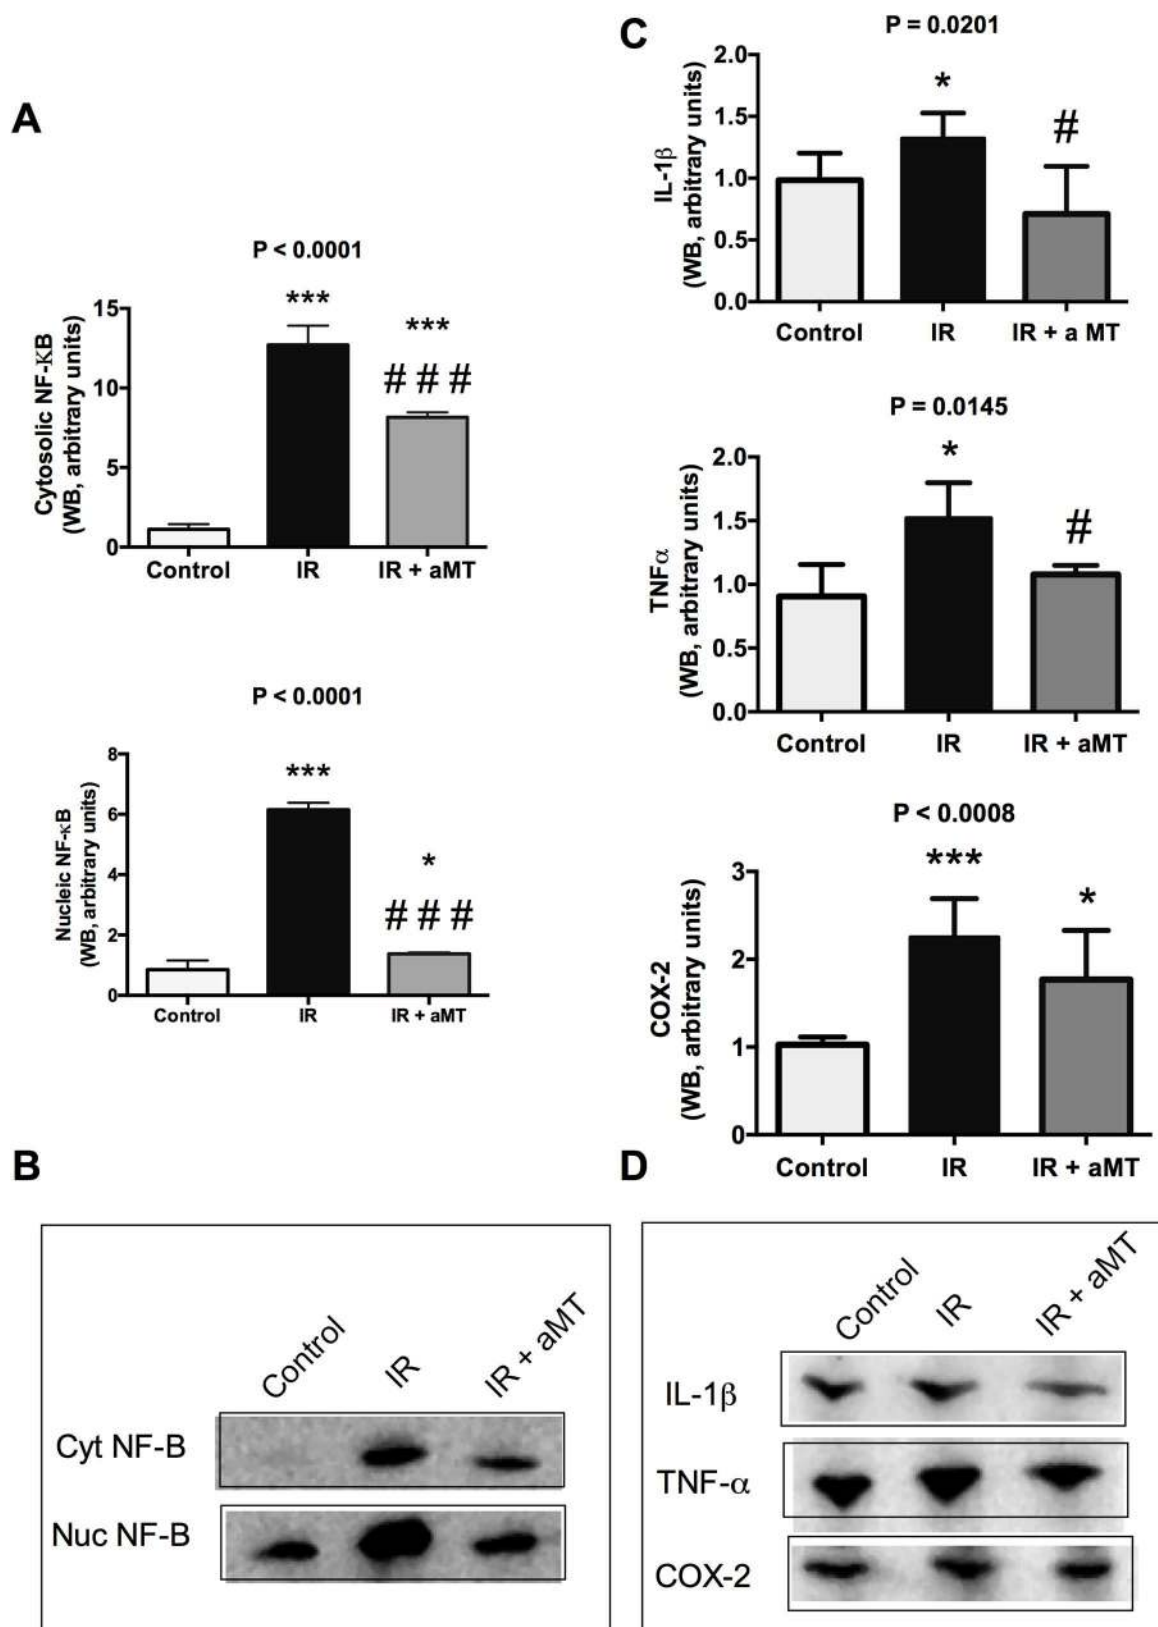 A
P < 0.0001
Cytosolic NF-KB
(WB, arbitrary units)
15
10
5
0
***
***
# # #
Control IR IR + aMT
P < 0.0001
Nucleic NF-κB
(WB, arbitrary units)
8
6
4
2
0
***
*
# # #
Control IR IR + aMT
C
P = 0.0201
IL-1β
(WB, arbitrary units)
2.0
1.5
1.0
0.5
0.0
*
#
Control IR IR + a MT
P = 0.0145
TNFα
(WB, arbitrary units)
2.0
1.5
1.0
0.5
0.0
*
#
Control IR IR + aMT
P < 0.0008
COX-2
(WB, arbitrary units)
3
2
1
0
***
*
Control IR IR + aMT
B
Control IR IR + aMT
Cyt NF-B
Nuc NF-B
D
Control IR IR + aMT
IL-1β
TNF-α
COX-2